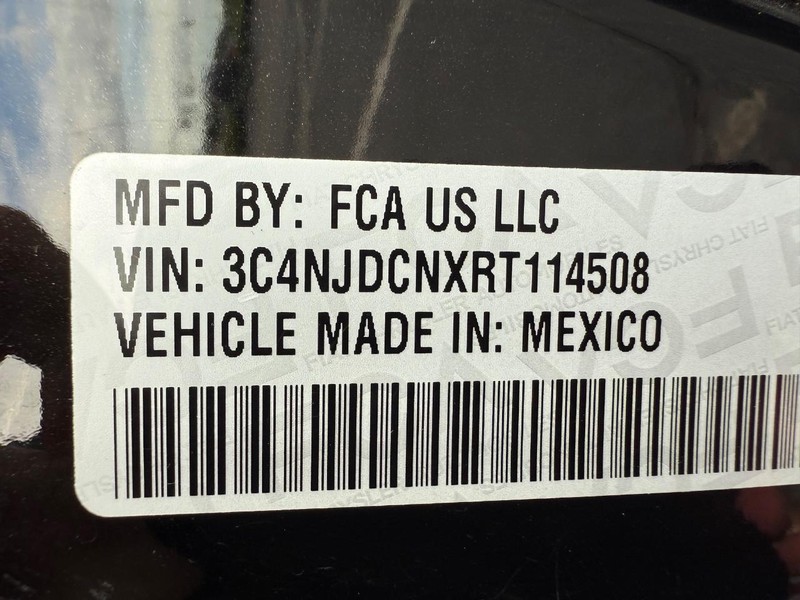 MFD BY: FCA US LLC
VIN: 3C4NJDCNXRT114508
VEHICLE MADE IN: MEXICO